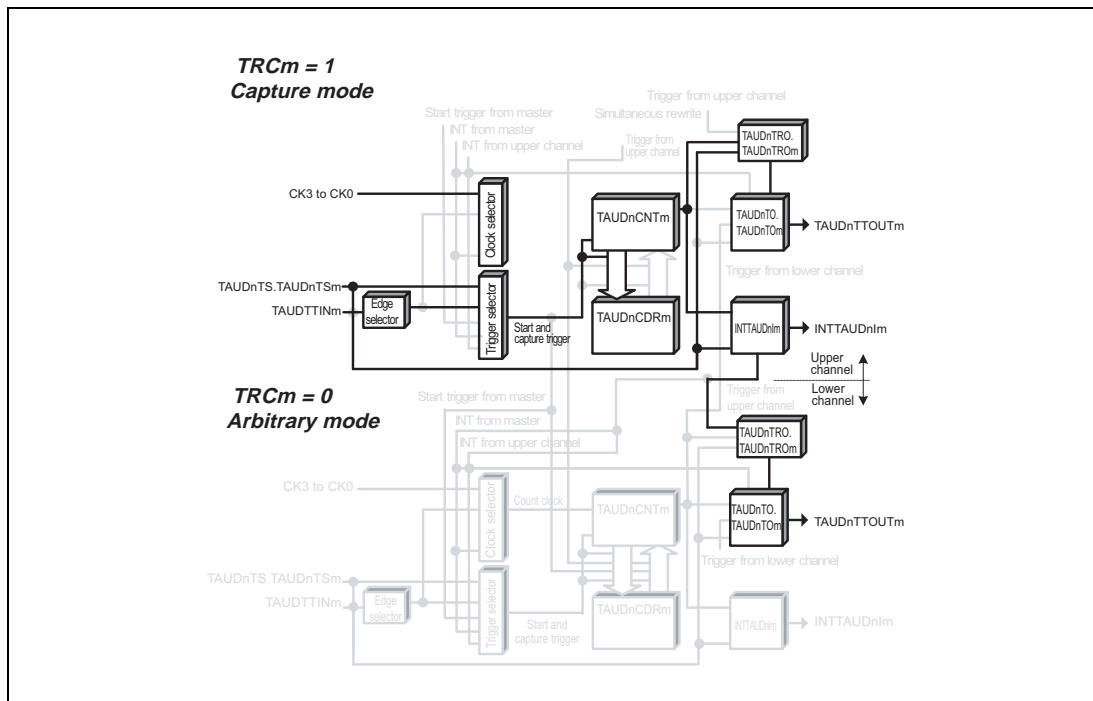 TRCm = 1
Capture mode
Trigger from upper channel
Simultaneous rewrite
Start trigger from master
INT from master
INT from upper channel
Trigger from
upper channel
TAUDnTRO.
TAUDnTROm
CK3 to CK0
Clock selector
TAUDnCNTm
TAUDnTO.
TAUDnTOm
TAUDnTTOUTm
Trigger from lower channel
TAUDnTS.TAUDnTSm
TAUDTTINm
Edge
selector
Trigger selector
Start and
capture trigger
TAUDnCDRm
INTTAUDnIm
INTTAUDnIm
Upper
channel
Lower
channel
TRCm = 0
Arbitrary mode
Start trigger from master
INT from master
INT from upper channel
Trigger from
upper channel
TAUDnTRO.
TAUDnTROm
CK3 to CK0
Clock selector
Count clock
TAUDnCNTm
TAUDnTO.
TAUDnTOm
TAUDnTTOUTm
Trigger from lower channel
TAUDnTS.TAUDnTSm
TAUDTTINm
Edge
selector
Trigger selector
Start and
capture trigger
TAUDnCDRm
INTTAUDnIm
INTTAUDnIm